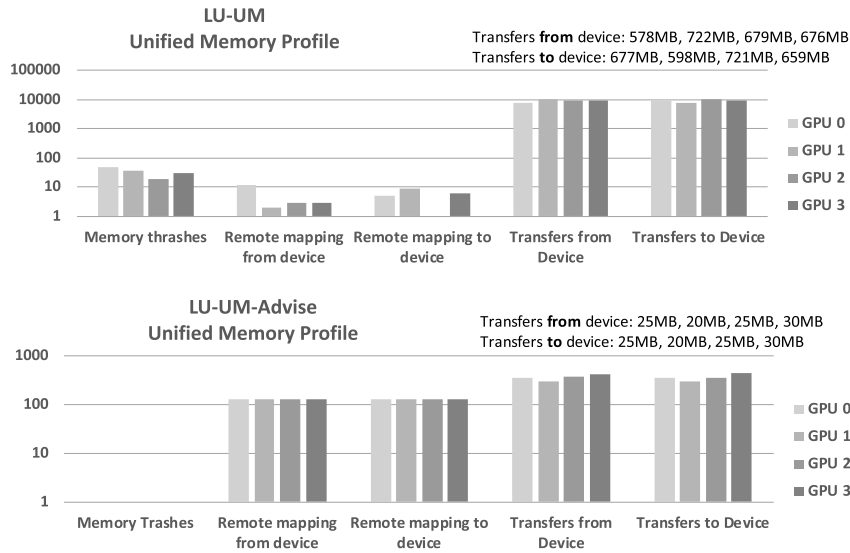 LU-UM
Unified Memory Profile
Transfers from device: 578MB, 722MB, 679MB, 676MB
Transfers to device: 677MB, 598MB, 721MB, 659MB
100000
10000
1000
100
10
1
Memory thrashes
Remote mapping from device
Remote mapping to device
Transfers from Device
Transfers to Device
GPU 0
GPU 1
GPU 2
GPU 3
LU-UM-Advise
Unified Memory Profile
Transfers from device: 25MB, 20MB, 25MB, 30MB
Transfers to device: 25MB, 20MB, 25MB, 30MB
1000
100
10
1
Memory Trashes
Remote mapping from device
Remote mapping to device
Transfers from Device
Transfers to Device
GPU 0
GPU 1
GPU 2
GPU 3